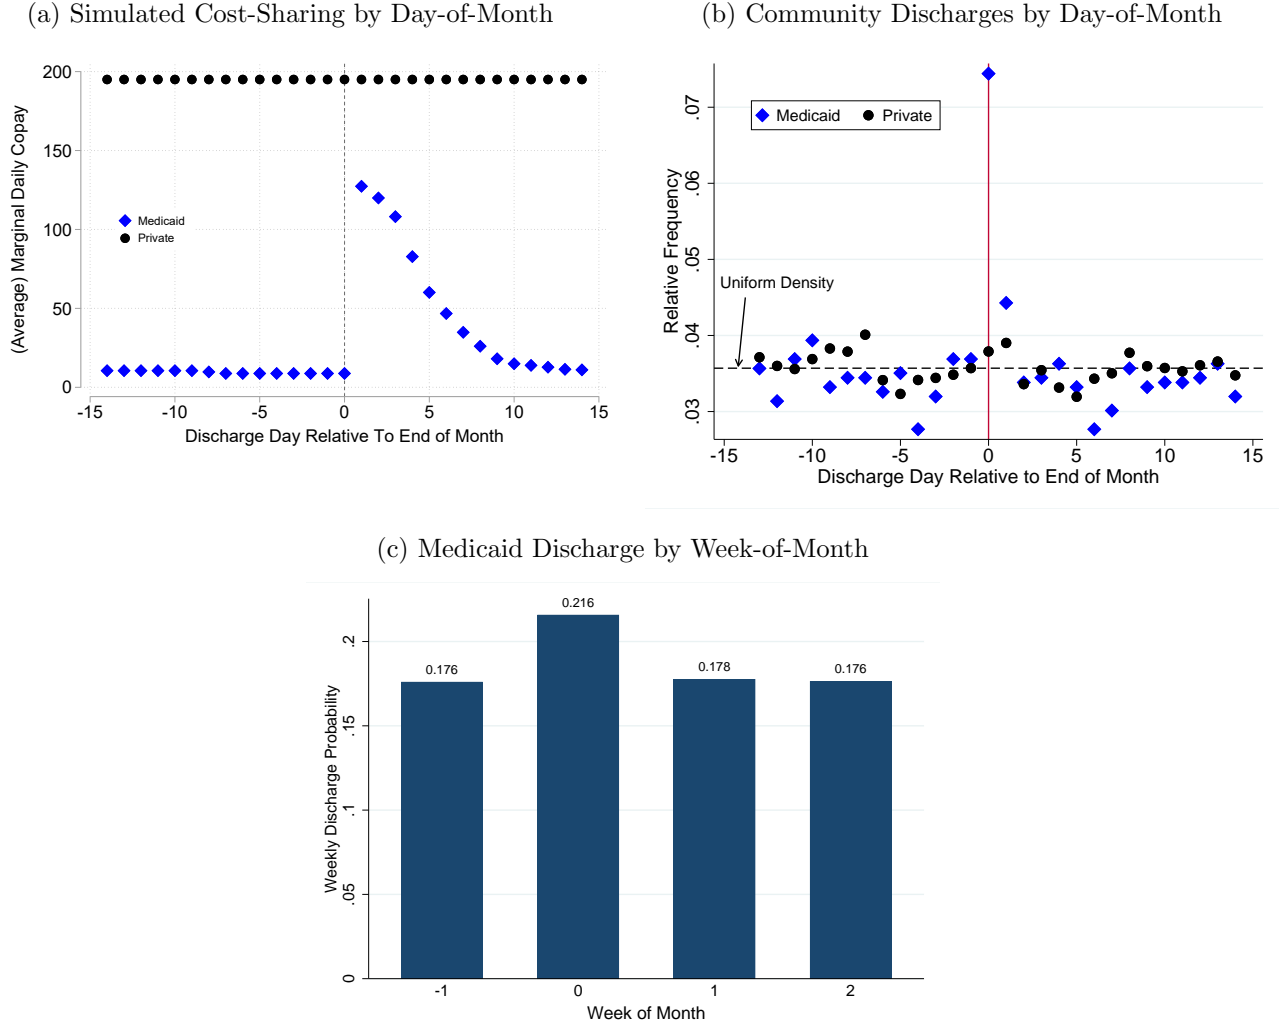 (a) Simulated Cost-Sharing by Day-of-Month
(Average) Marginal Daily Copay
200
150
100
50
0
Medicaid
Private
-15 -10 -5 0 5 10 15
Discharge Day Relative To End of Month
(b) Community Discharges by Day-of-Month
Relative Frequency
.07
.06
.05
.04
.03
Medicaid Private
Uniform Density
-15 -10 -5 0 5 10 15
Discharge Day Relative to End of Month
(c) Medicaid Discharge by Week-of-Month
Weekly Discharge Probability
.2
.15
.1
.05
0
0.176 0.216 0.178 0.176
-1 0 1 2
Week of Month